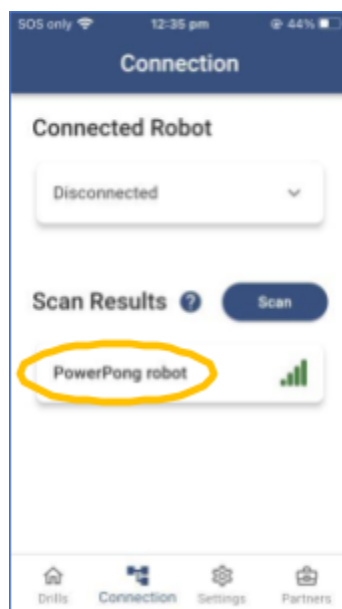 SOS only 12:35 pm 44%
Connection
Connected Robot
Disconnected
Scan Results ? Scan
PowerPong robot
Drills Connection Settings Partners